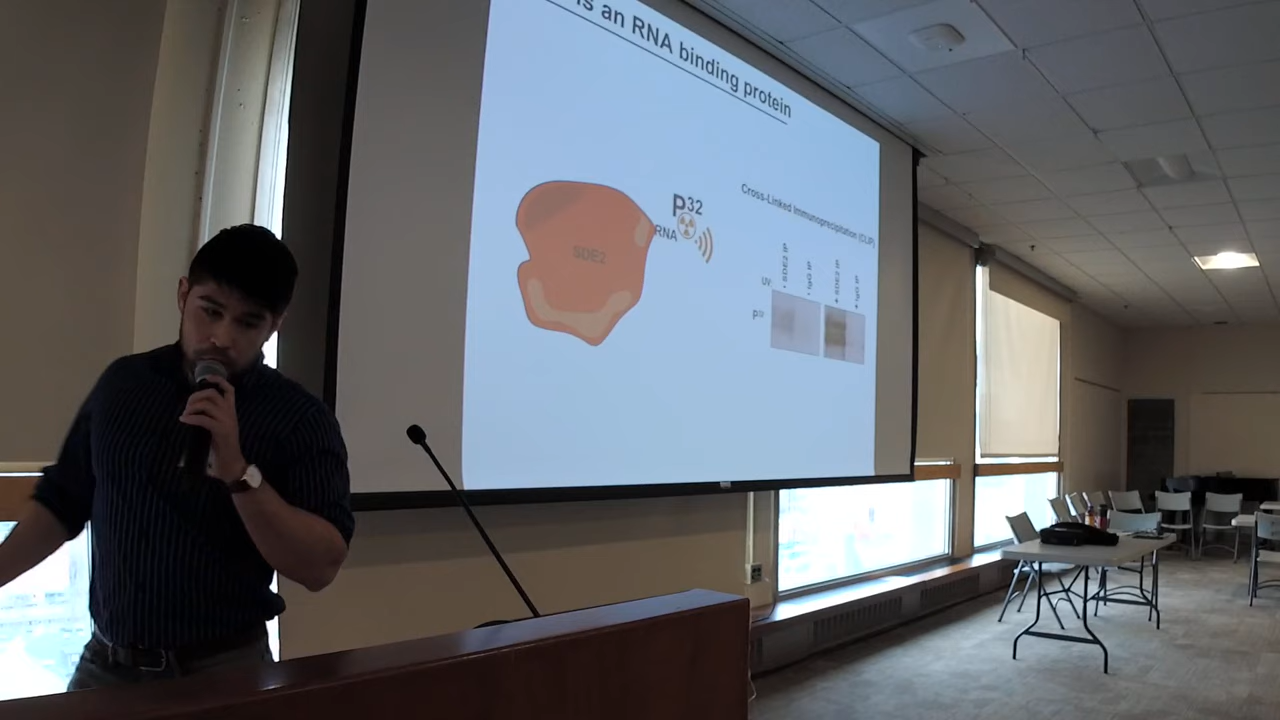 is an RNA binding protein
P32
RNA
SDE2
Cross-Linked Immunoprecipitation (CLIP)
UV: - SDE2 IP - IgG IP + SDE2 IP + IgG IP
P32